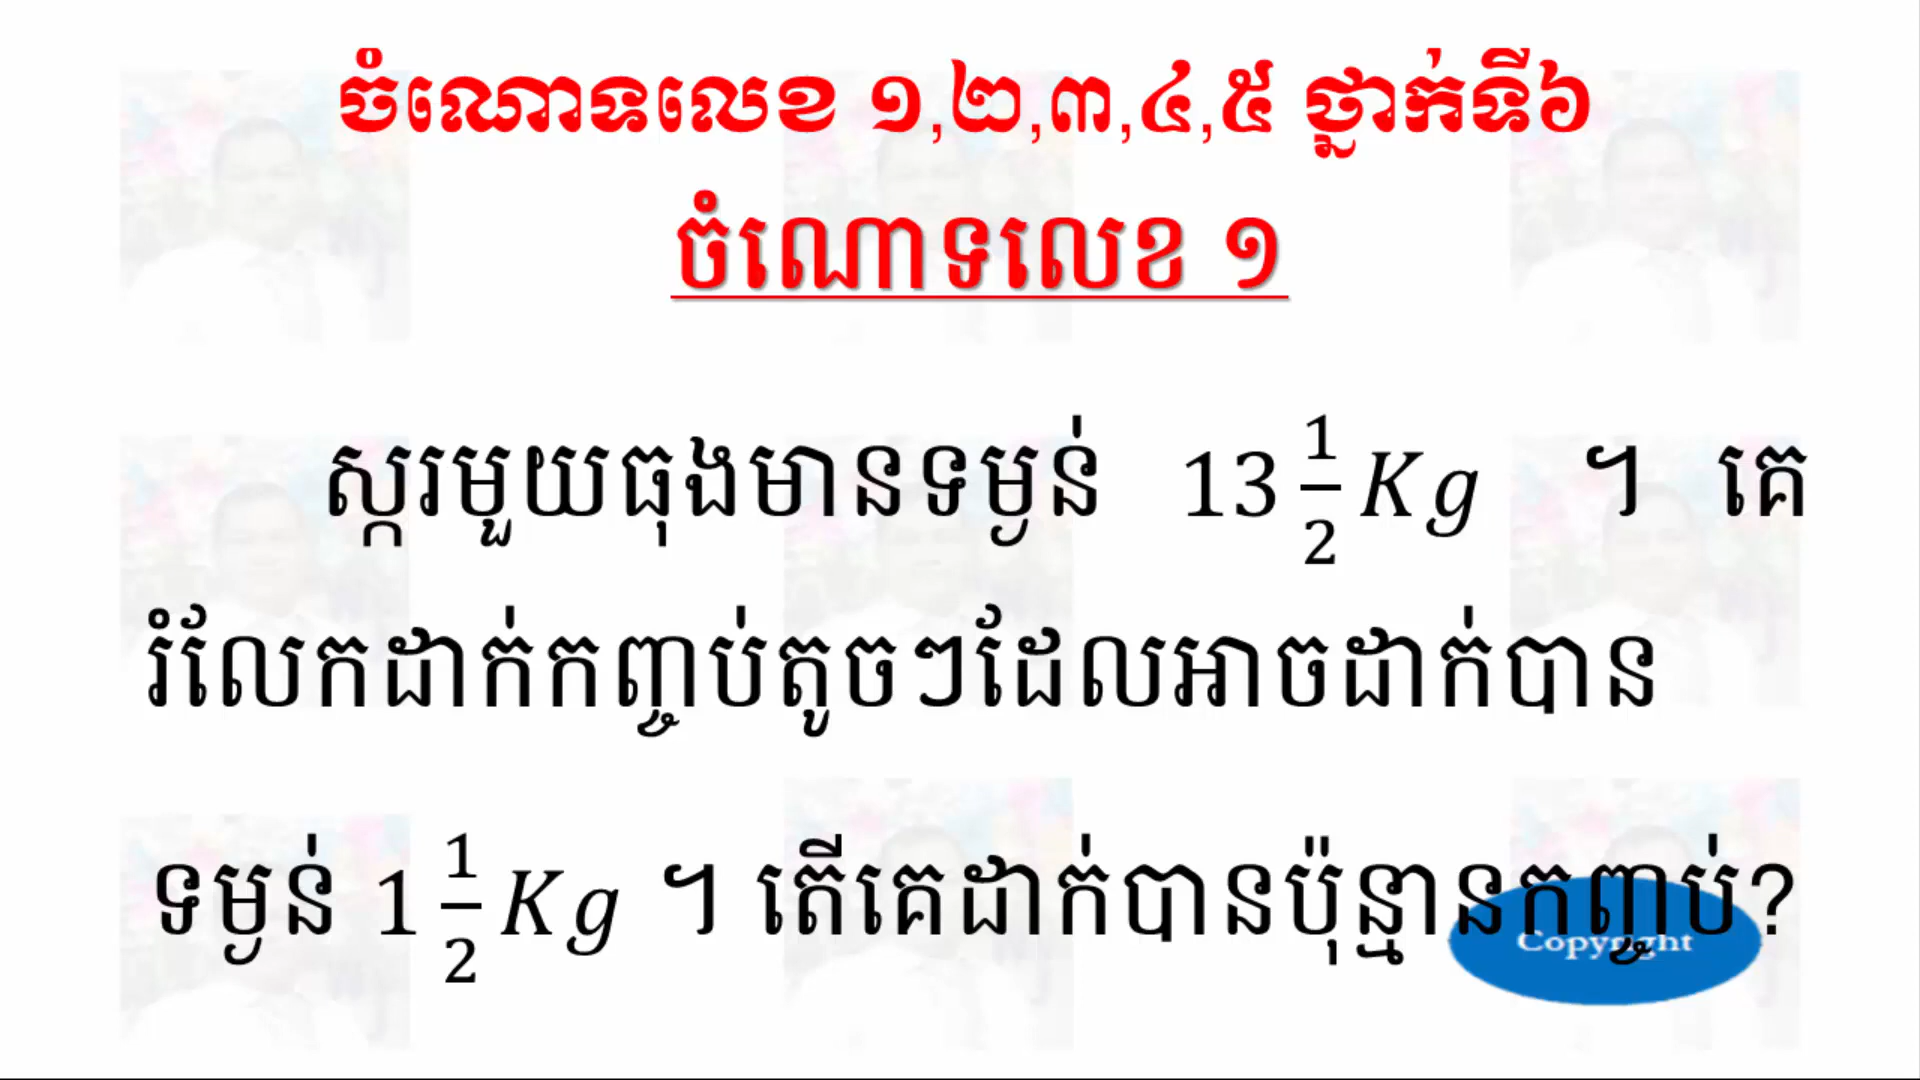 ចំណោទលេខ ១,២,៣,៤,៥ ថ្នាក់ទី៦
ចំណោទលេខ ១
ស្ករមួយធុងមានទម្ងន់ 13 1/2 Kg ។ គេ
រំលែកដាក់កញ្ចប់តូចៗដែលអាចដាក់បាន
ទម្ងន់ 1 1/2 Kg ។ តើគេដាក់បានប៉ុន្មានកញ្ចប់?
Copyright